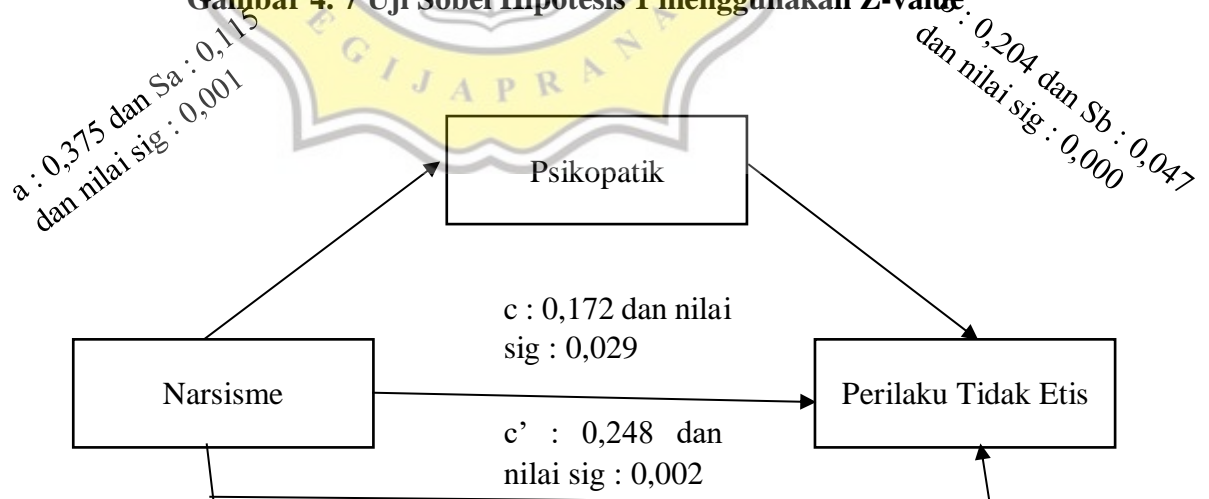 Gambar 4. 7 Uji Sobel Hipotesis 1 menggunakan Z-value
EGIJAPRANA
a : 0,375 dan Sa : 0,115
dan nilai sig : 0,001
: 0,204 dan Sb : 0,047
dan nilai sig : 0,000
Psikopatik
c : 0,172 dan nilai
sig : 0,029
Narsisme
Perilaku Tidak Etis
c’ : 0,248 dan
nilai sig : 0,002